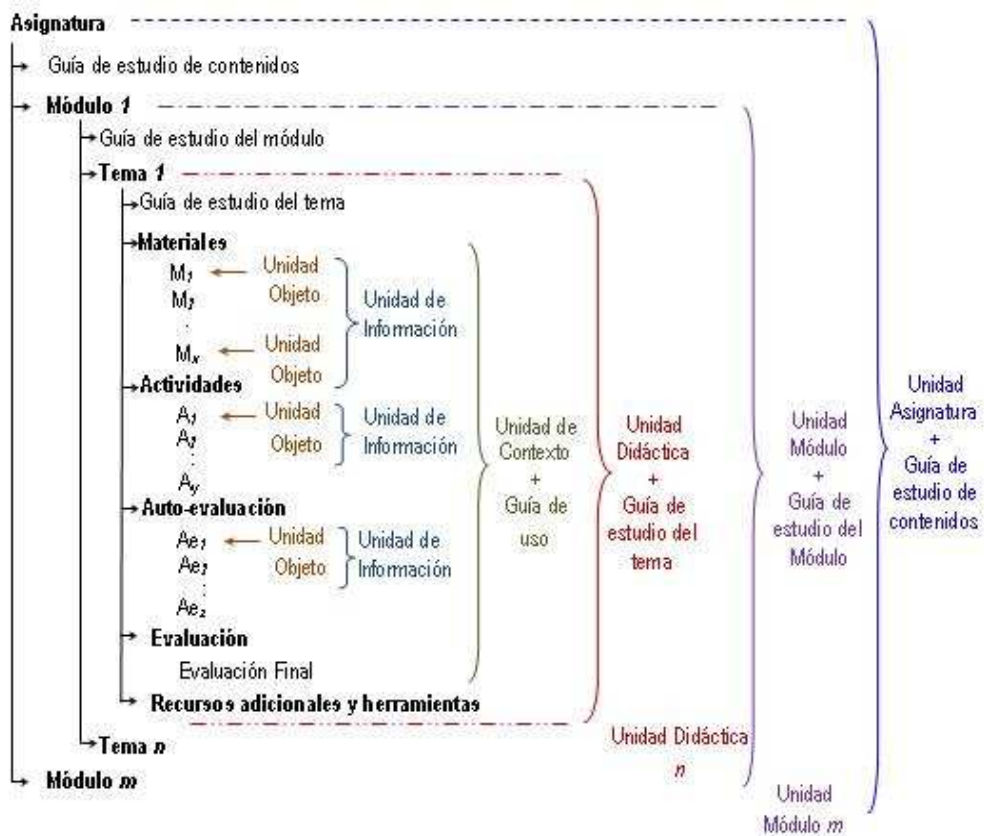 Asignatura
Guía de estudio de contenidos
Módulo 1
Guía de estudio del módulo
Tema 1
Guía de estudio del tema
Materiales
M1
M1
.
Mx
Unidad
Objeto
Unidad
Objeto
Unidad de
Información
Actividades
A1
A1
:
Ay
Unidad
Objeto
Unidad de
Información
Auto-evaluación
Ae1
Ae1
:
Aez
Unidad
Objeto
Unidad de
Información
Evaluación
Evaluación Final
Recursos adicionales y herramientas
Tema n
Módulo m
Unidad de
Contexto
+
Guía de
uso
Unidad
Didáctica
+
Guía de
estudio del
tema
Unidad Didáctica
n
Unidad
Módulo
+
Guía de
estudio del
Módulo
Unidad
Módulo m
Unidad
Asignatura
+
Guía de
estudio de
contenidos